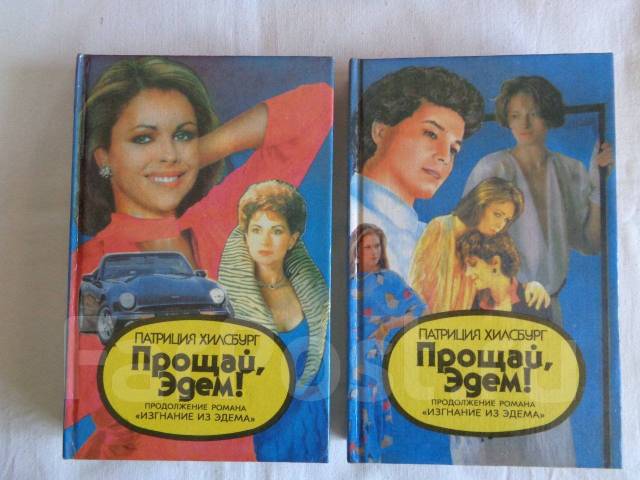 ПАТРИЦИЯ ХИЛСБУРГ
Прощай,
Эдем!
ПРОДОЛЖЕНИЕ РОМАНА
«ИЗГНАНИЕ ИЗ ЭДЕМА»
ПАТРИЦИЯ ХИЛСБУРГ
Прощай,
Эдем!
ПРОДОЛЖЕНИЕ РОМАНА
«ИЗГНАНИЕ ИЗ ЭДЕМА»